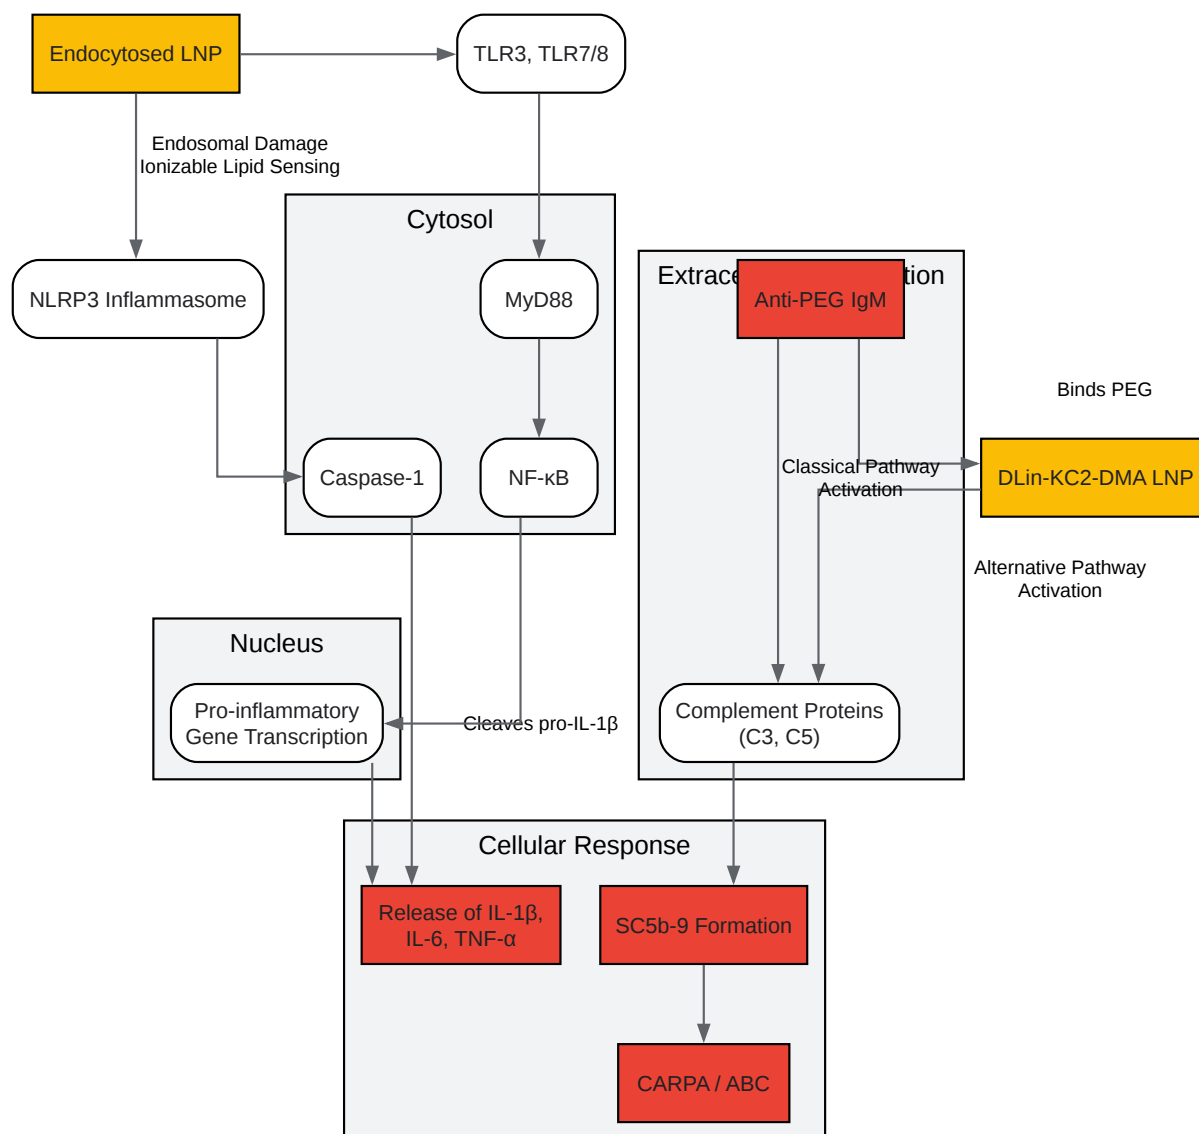 Endocytosed LNP
TLR3, TLR7/8
Endosomal Damage
Ionizable Lipid Sensing
Cytosol
NLRP3 Inflammasome
MyD88
Anti-PEG IgM
Binds PEG
Caspase-1
NF-κB
Classical Pathway
Activation
DLin-KC2-DMA LNP
Alternative Pathway
Activation
Nucleus
Pro-inflammatory
Gene Transcription
Cleaves pro-IL-1β
Complement Proteins
(C3, C5)
Cellular Response
Release of IL-1β,
IL-6, TNF-α
SC5b-9 Formation
CARPA / ABC